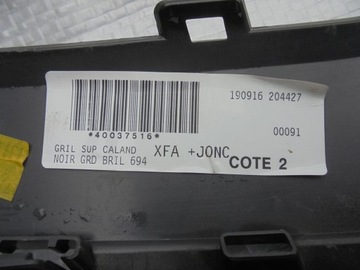 190916 204427
*40037516*
00091
GRIL SUP CALAND XFA +JONC
NOIR GRD BRIL 694
COTE 2